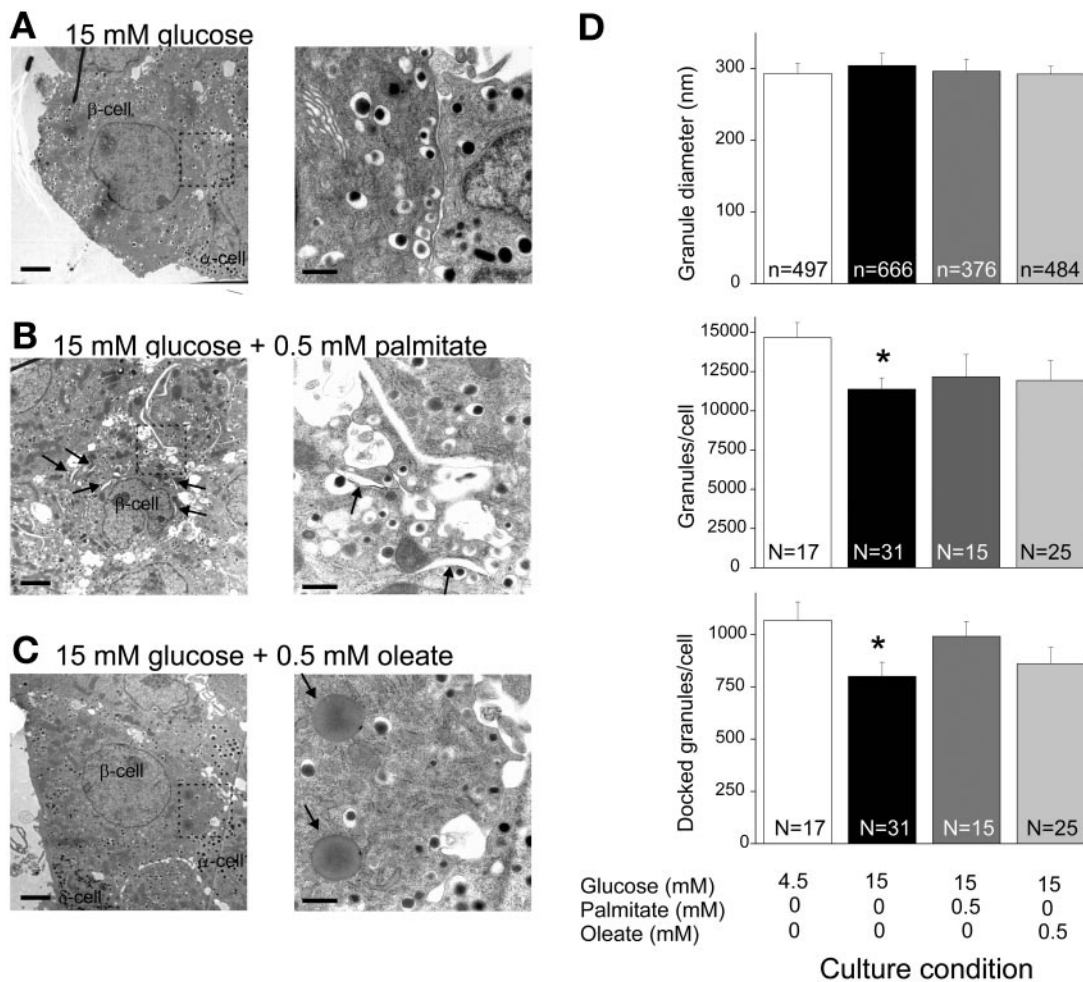 A 15 mM glucose
β-cell
α-cell
B 15 mM glucose + 0.5 mM palmitate
β-cell
C 15 mM glucose + 0.5 mM oleate
β-cell
α-cell
D
Granule diameter (nm)
300
200
100
0
n=497 n=666 n=376 n=484
Granules/cell
15000
12500
10000
7500
5000
2500
0
*
N=17 N=31 N=15 N=25
Docked granules/cell
1000
750
500
250
0
*
N=17 N=31 N=15 N=25
Glucose (mM) 4.5 15 15 15
Palmitate (mM) 0 0 0.5 0
Oleate (mM) 0 0 0 0.5
Culture condition